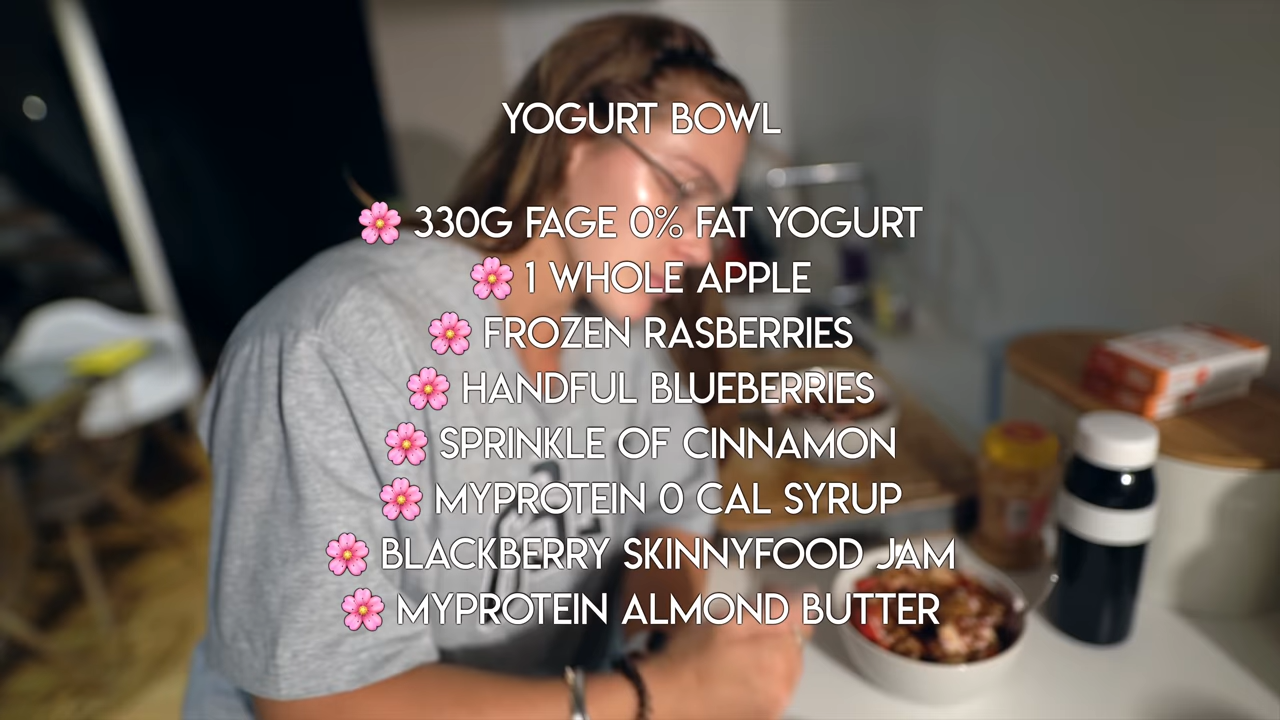 YOGURT BOWL
🌸 330G FAGE 0% FAT YOGURT
🌸 1 WHOLE APPLE
🌸 FROZEN RASBERRIES
🌸 HANDFUL BLUEBERRIES
🌸 SPRINKLE OF CINNAMON
🌸 MYPROTEIN 0 CAL SYRUP
🌸 BLACKBERRY SKINNYFOOD JAM
🌸 MYPROTEIN ALMOND BUTTER